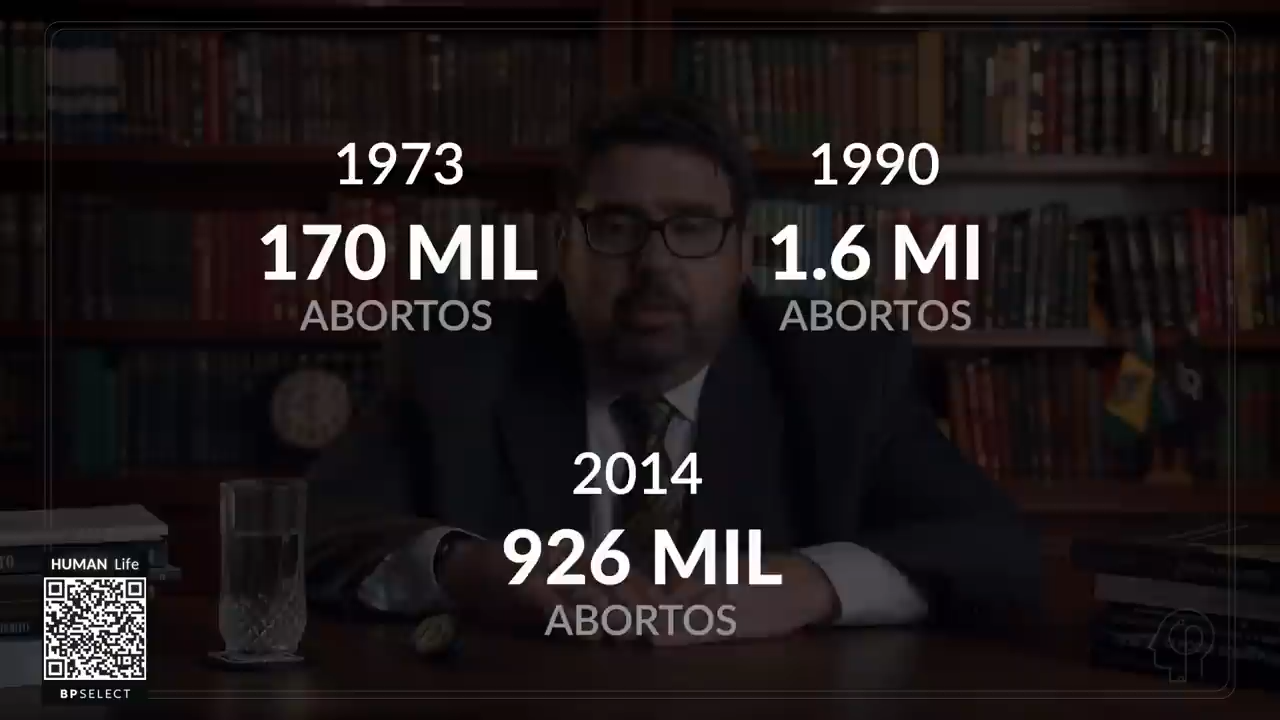 1973
170 MIL
ABORTOS
1990
1.6 MI
ABORTOS
2014
926 MIL
ABORTOS
HUMAN Life
BPSELECT